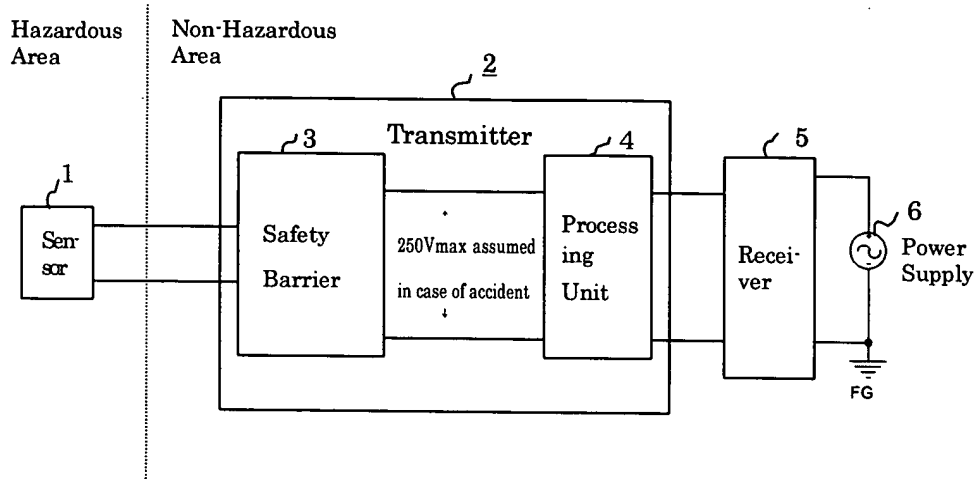 Hazardous
Area
Non-Hazardous
Area
2
Transmitter
3
4
5
1
6
Sen-
sor
Safety
Barrier
250Vmax assumed
in case of accident
Process
ing
Unit
Recei-
ver
Power
Supply
FG